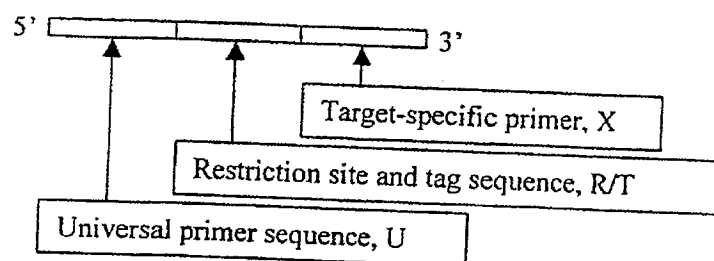 5' 3'
Target-specific primer, X
Restriction site and tag sequence, R/T
Universal primer sequence, U